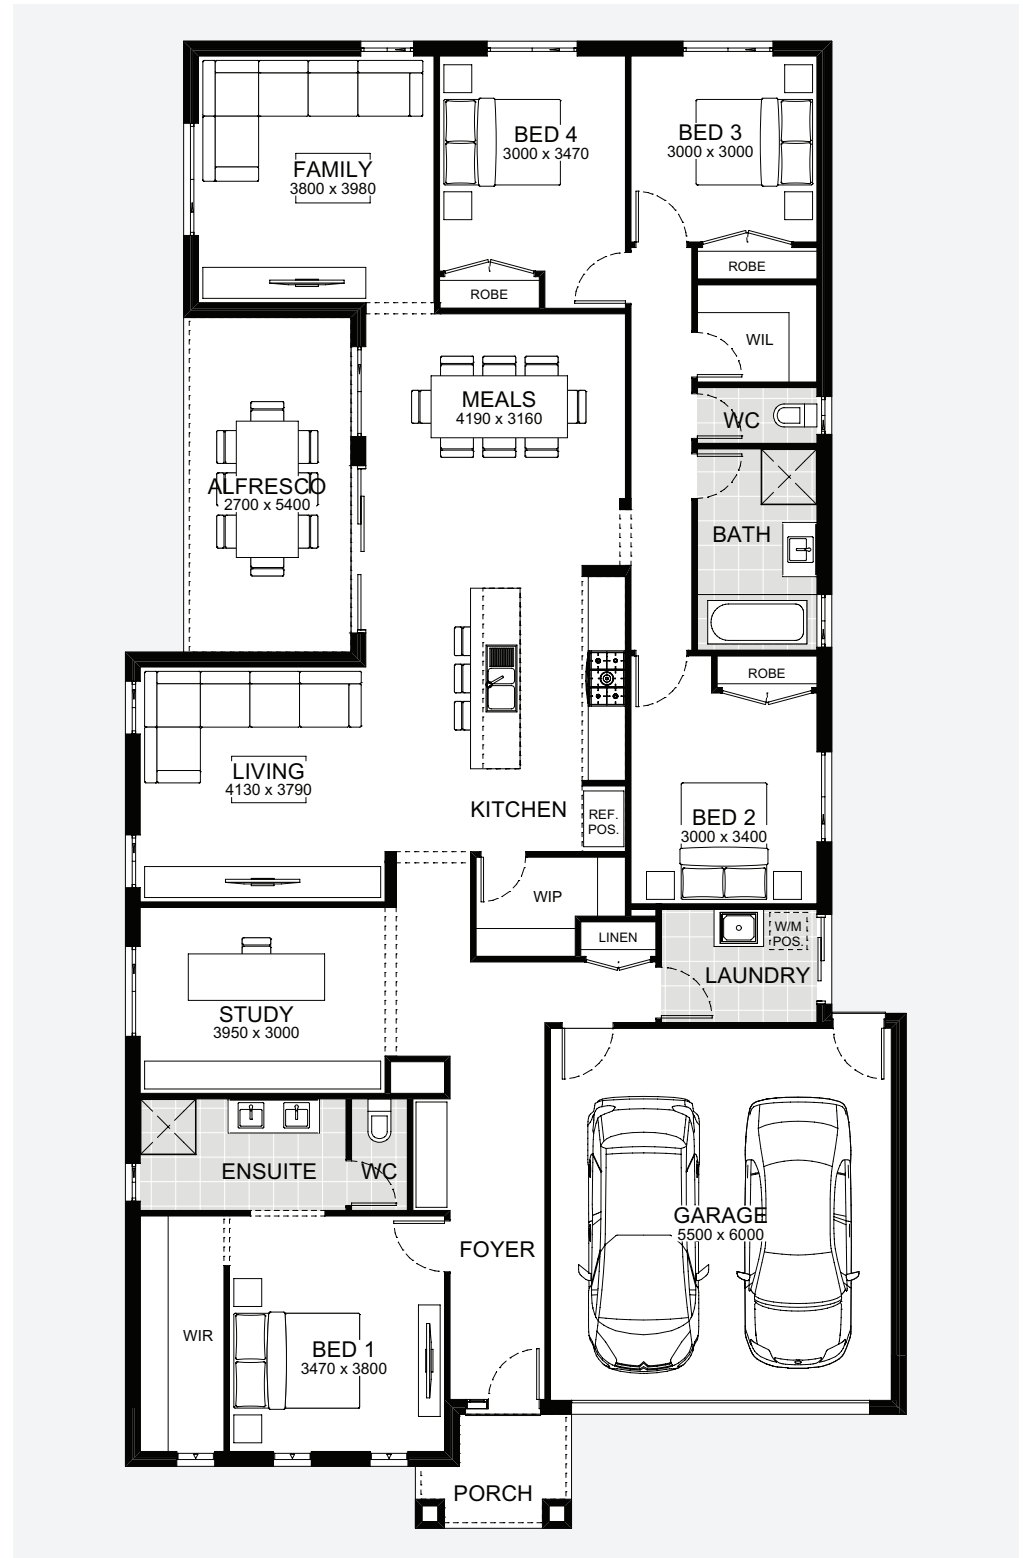 BED 4
3000 x 3470
BED 3
3000 x 3000
FAMILY
3800 x 3980
ROBE
ROBE
WIL
MEALS
4190 x 3160
WC
ALFRESCO
2700 x 5400
BATH
ROBE
LIVING
4130 x 3790
KITCHEN
REF.
POS.
BED 2
3000 x 3400
WIP
LINEN
W/M
POS.
LAUNDRY
STUDY
3950 x 3000
ENSUITE
WC
GARAGE
5500 x 6000
FOYER
WIR
BED 1
3470 x 3800
PORCH